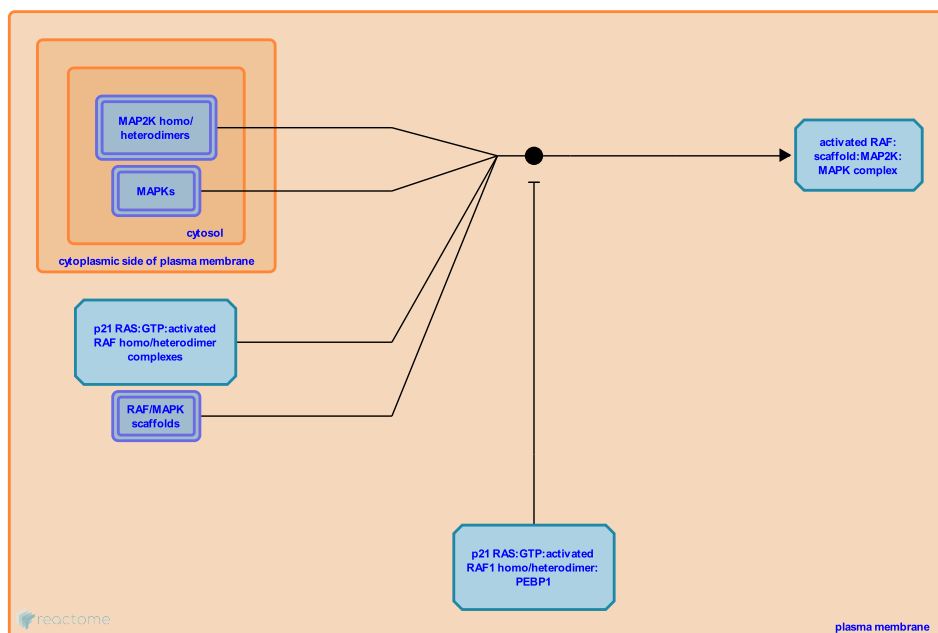 MAP2K homo/
heterodimers
MAPKs
cytosol
cytoplasmic side of plasma membrane
p21 RAS:GTP:activated
RAF homo/heterodimer
complexes
RAF/MAPK
scaffolds
activated RAF:
scaffold:MAP2K:
MAPK complex
p21 RAS:GTP:activated
RAF1 homo/heterodimer:
PEBP1
reactome
plasma membrane